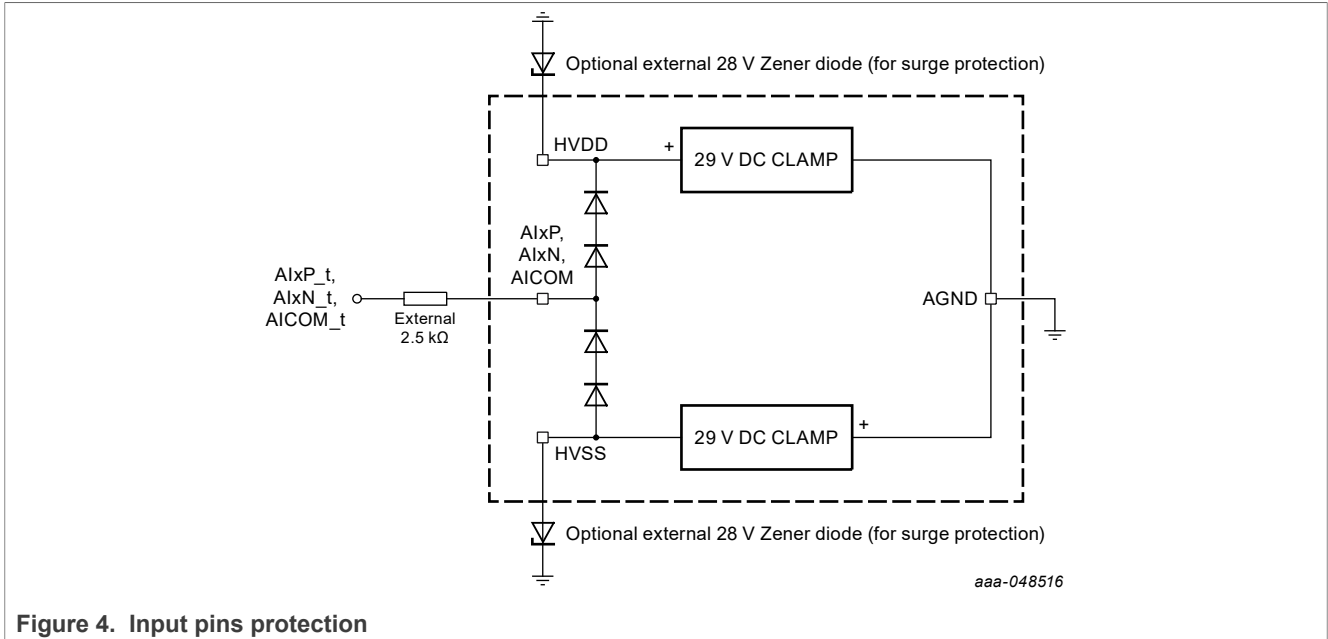 Optional external 28 V Zener diode (for surge protection)
HVDD
+
29 V DC CLAMP
AIxP,
AIxN,
AICOM
AIxP_t,
AIxN_t,
AICOM_t
External
2.5 kΩ
AGND
29 V DC CLAMP
+
HVSS
Optional external 28 V Zener diode (for surge protection)
aaa-048516
Figure 4. Input pins protection